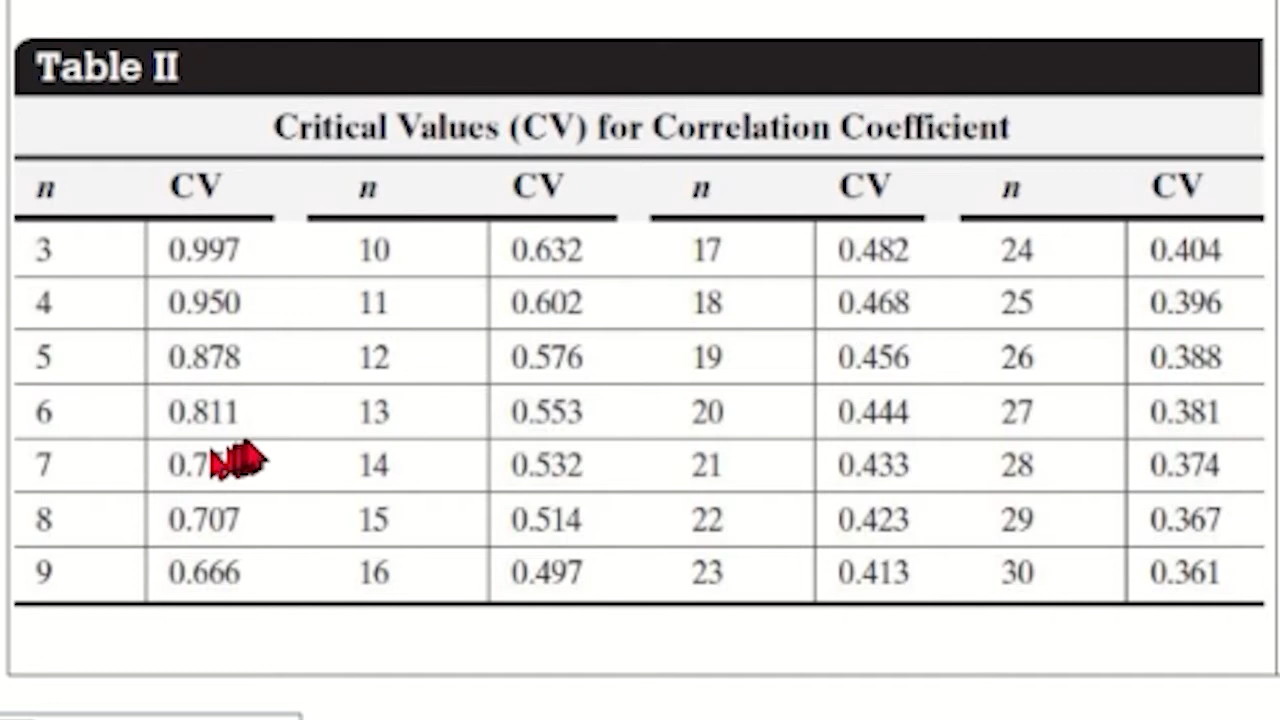 Table II
Critical Values (CV) for Correlation Coefficient
n CV n CV n CV n CV
3 0.997 10 0.632 17 0.482 24 0.404
4 0.950 11 0.602 18 0.468 25 0.396
5 0.878 12 0.576 19 0.456 26 0.388
6 0.811 13 0.553 20 0.444 27 0.381
7 14 0.532 21 0.433 28 0.374
8 0.707 15 0.514 22 0.423 29 0.367
9 0.666 16 0.497 23 0.413 30 0.361